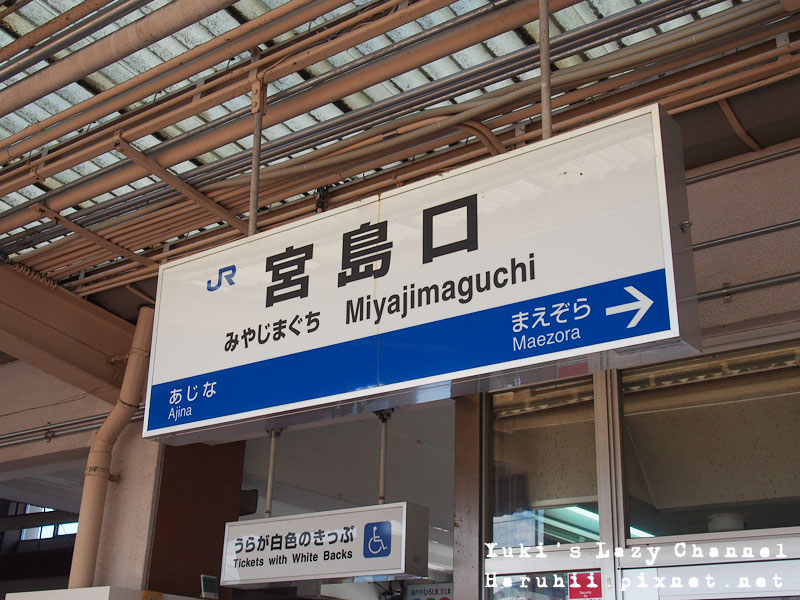 JR 宮島口
みやじまぐち Miyajimaguchi
まえぞら
Maezora
あじな
Ajina
うらが白色のきっぷ
Tickets with White Backs
Yuki's Lazy Channel
Haruhii pixnet.net